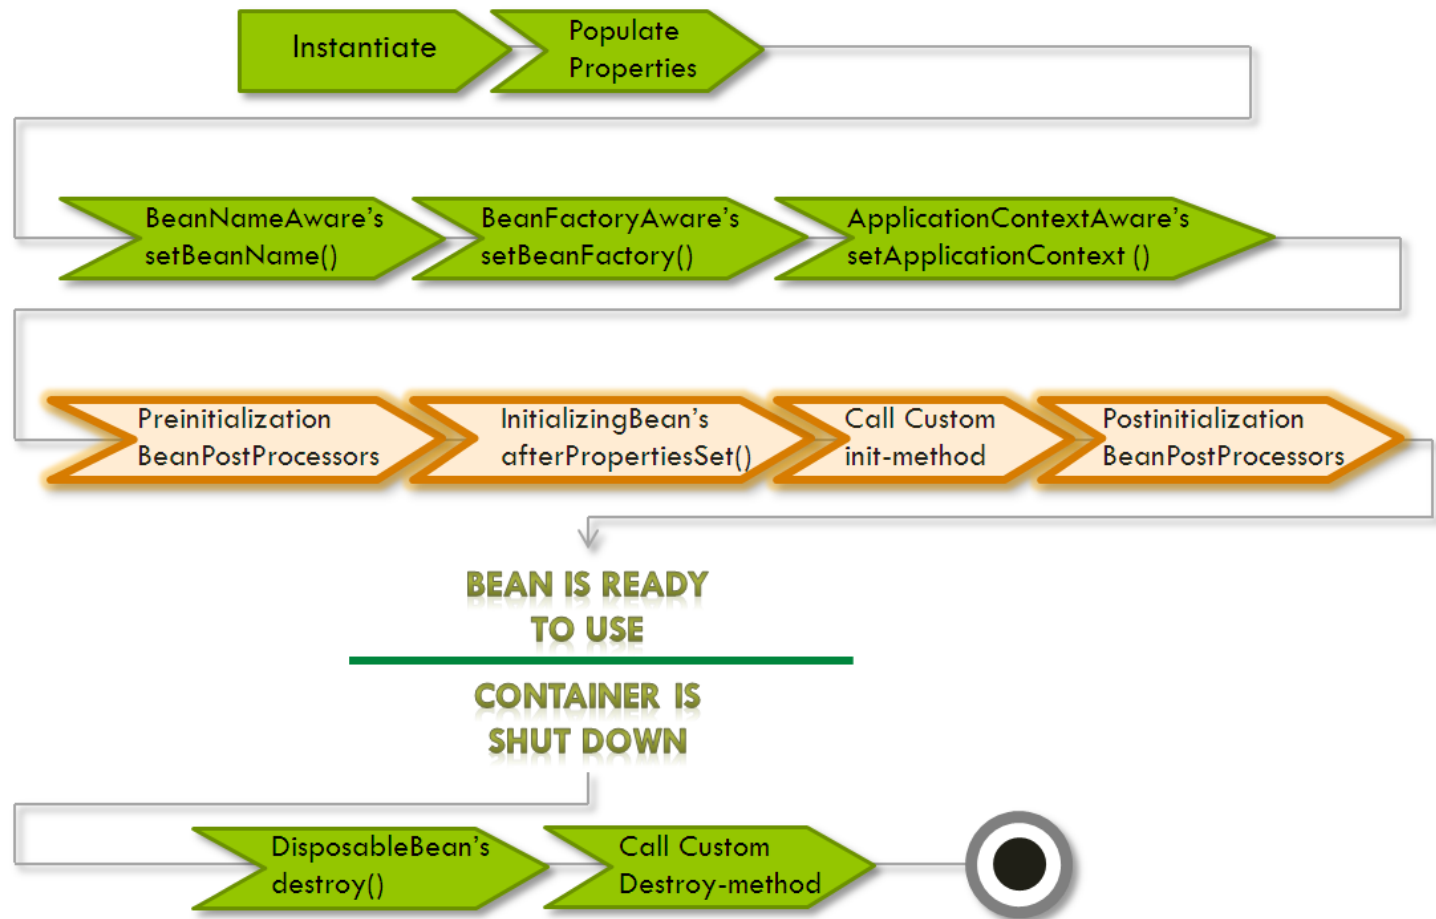 Instantiate
Populate
Properties
BeanNameAware's
setBeanName()
BeanFactoryAware's
setBeanFactory()
ApplicationContextAware's
setApplicationContext ()
Preinitialization
BeanPostProcessors
InitializingBean's
afterPropertiesSet()
Call Custom
init-method
Postinitialization
BeanPostProcessors
BEAN IS READY
TO USE
CONTAINER IS
SHUT DOWN
DisposableBean's
destroy()
Call Custom
Destroy-method